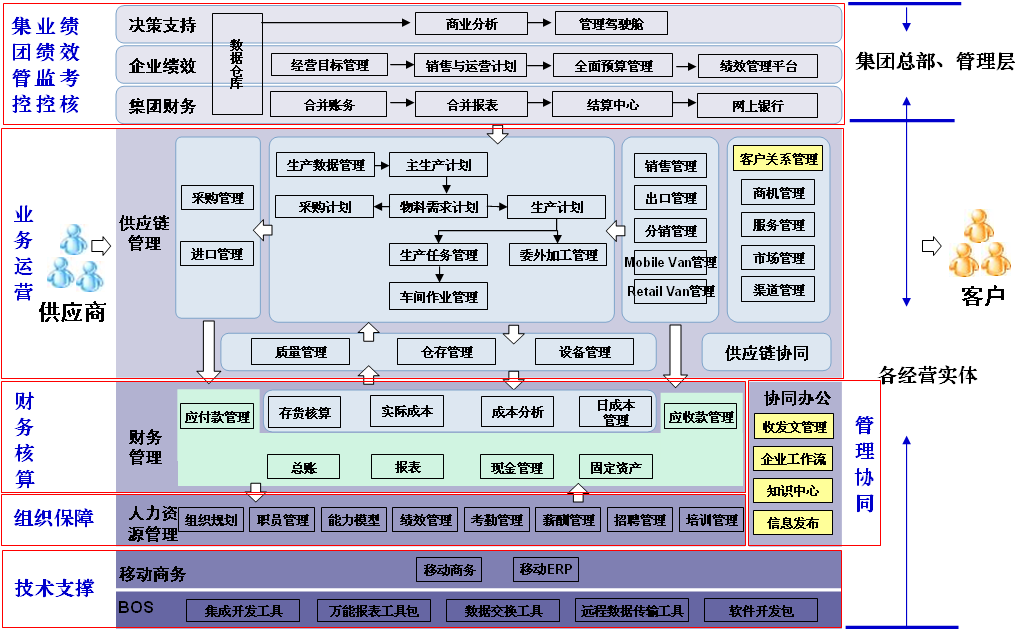 集业绩
团绩效
管监考
控控核
决策支持
商业分析
管理驾驶舱
数据仓库
企业绩效
经营目标管理
销售与运营计划
全面预算管理
绩效管理平台
集团财务
合并账务
合并报表
结算中心
网上银行
集团总部、管理层
业务运营
供应商
供应链
管理
采购管理
进口管理
生产数据管理
主生产计划
采购计划
物料需求计划
生产计划
生产任务管理
委外加工管理
车间作业管理
销售管理
出口管理
分销管理
Mobile Van管理
Retail Van管理
客户关系管理
商机管理
服务管理
市场管理
渠道管理
客户
质量管理
仓存管理
设备管理
供应链协同
各经营实体
财务核算
财务
管理
应付款管理
存货核算
实际成本
成本分析
日成本
管理
应收款管理
总账
报表
现金管理
固定资产
协同办公
收发文管理
企业工作流
知识中心
信息发布
管理协同
组织保障
人力资
源管理
组织规划
职员管理
能力模型
绩效管理
考勤管理
薪酬管理
招聘管理
培训管理
技术支撑
移动商务
移动商务
移动ERP
BOS
集成开发工具
万能报表工具包
数据交换工具
远程数据传输工具
软件开发包